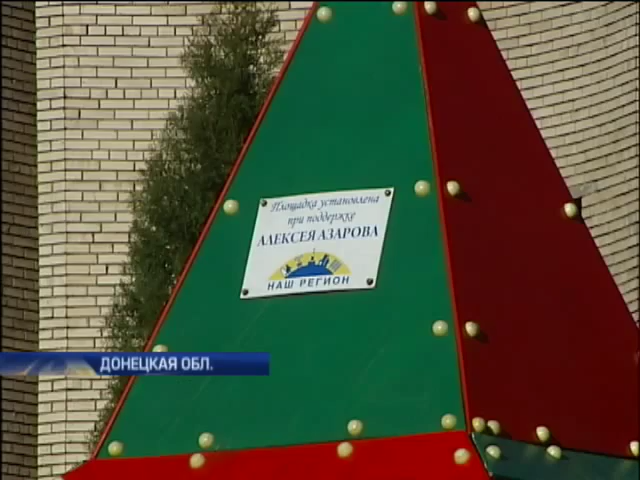 Площадка установлена
при поддержке
АЛЕКСЕЯ АЗАРОВА
НАШ РЕГИОН
ДОНЕЦКАЯ ОБЛ.